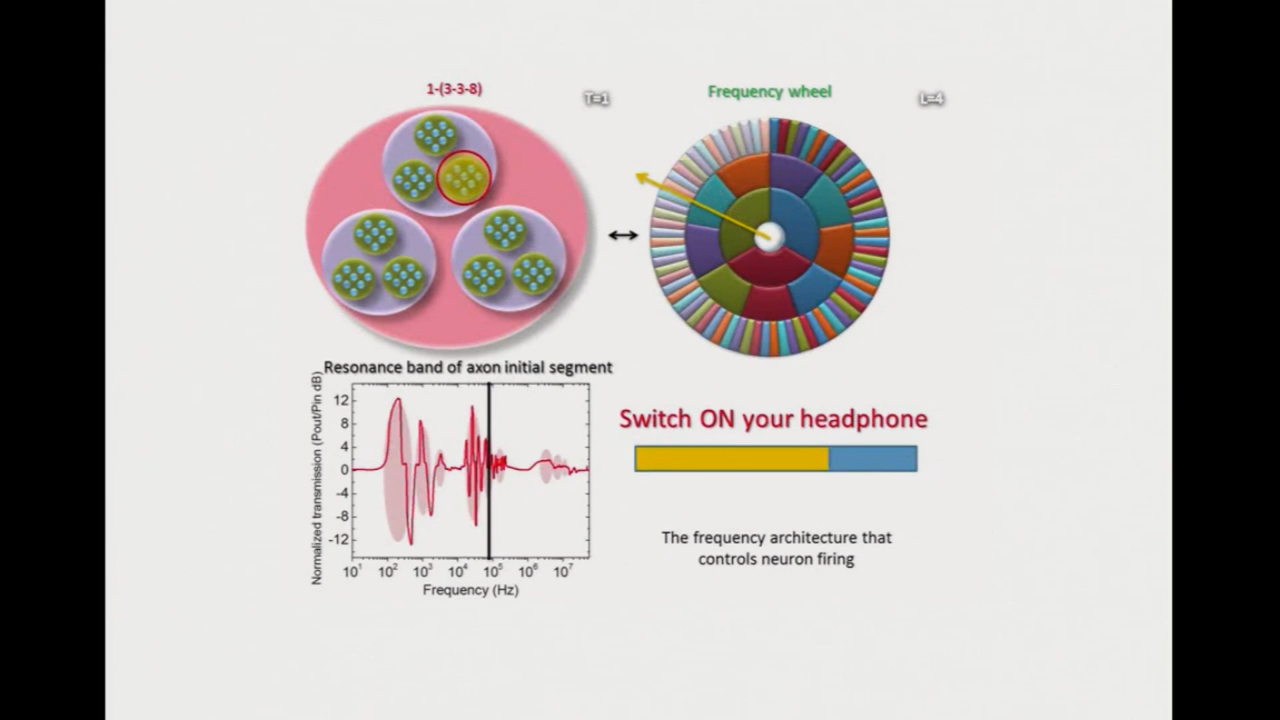 1-(3-3-8)
T=1
Frequency wheel
L=4
Resonance band of axon initial segment
Normalized transmission (Pout/Pin dB)
12
8
4
0
-4
-8
-12
10¹ 10² 10³ 10⁴ 10⁵ 10⁶ 10⁷
Frequency (Hz)
Switch ON your headphone
The frequency architecture that
controls neuron firing